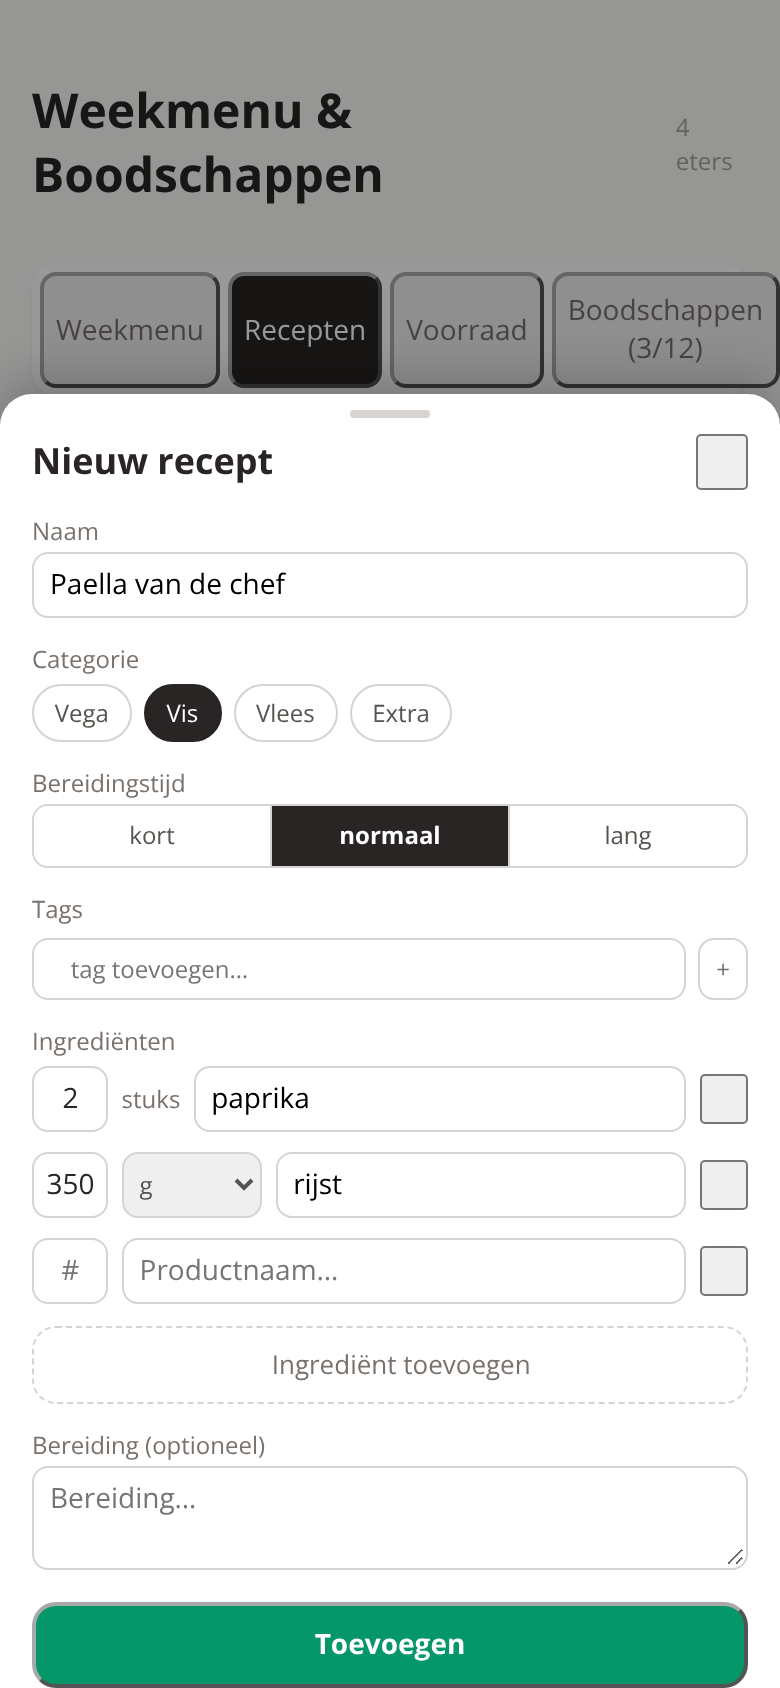 Weekmenu &
Boodschappen
4
eters
Weekmenu
Recepten
Voorraad
Boodschappen
(3/12)
Nieuw recept
Naam
Paella van de chef
Categorie
Vega
Vis
Vlees
Extra
Bereidingstijd
kort
normaal
lang
Tags
tag toevoegen...
+
Ingrediënten
2 stuks paprika
350 g rijst
# Productnaam...
Ingrediënt toevoegen
Bereiding (optioneel)
Bereiding...
Toevoegen